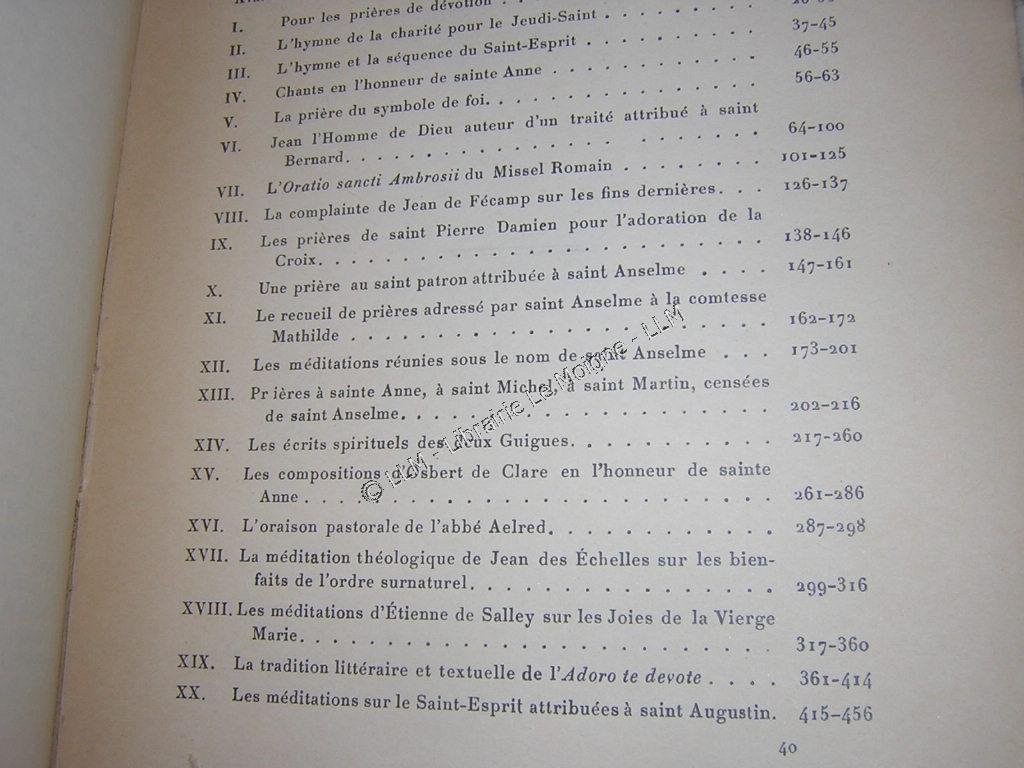 I. Pour les prières de dévotion . .
II. L'hymne de la charité pour le Jeudi-Saint . . . . . . . . 37-45
III. L'hymne et la séquence du Saint-Esprit . . . . . . . . 46-55
IV. Chants en l'honneur de sainte Anne . . . . . . . . . . 56-63
V. La prière du symbole de foi. . . . . . . . . . . . . .
VI. Jean l'Homme de Dieu auteur d'un traité attribué à saint
Bernard. . . . . . . . . . . . . . . . . . . . 64-100
VII. L'Oratio sancti Ambrosii du Missel Romain . . . . . . . 101-125
VIII. La complainte de Jean de Fécamp sur les fins dernières. . . 126-137
IX. Les prières de saint Pierre Damien pour l'adoration de la
Croix. . . . . . . . . . . . . . . . . . . . . 138-146
X. Une prière au saint patron attribuée à saint Anselme . . . . 147-161
XI. Le recueil de prières adressé par saint Anselme à la comtesse
Mathilde . . . . . . . . . . . . . . . . . . . 162-172
XII. Les méditations réunies sous le nom de saint Anselme . . . 173-201
XIII. Prières à sainte Anne, à saint Michel, à saint Martin, censées
de saint Anselme. . . . . . . . . . . . . . . . . 202-216
XIV. Les écrits spirituels des deux Guigues. . . . . . . . . . 217-260
XV. Les compositions d'Osbert de Clare en l'honneur de sainte
Anne . . . . . . . . . . . . . . . . . . . . . 261-286
XVI. L'oraison pastorale de l'abbé Aelred. . . . . . . . . . . 287-298
XVII. La méditation théologique de Jean des Échelles sur les bien-
faits de l'ordre surnaturel. . . . . . . . . . . . . . 299-316
XVIII. Les méditations d'Étienne de Salley sur les Joies de la Vierge
Marie. . . . . . . . . . . . . . . . . . . . . 317-360
XIX. La tradition littéraire et textuelle de l'Adoro te devote . . . . 361-414
XX. Les méditations sur le Saint-Esprit attribuées à saint Augustin. 415-456
40
© LLM - Librairie Le Moigne - LLM